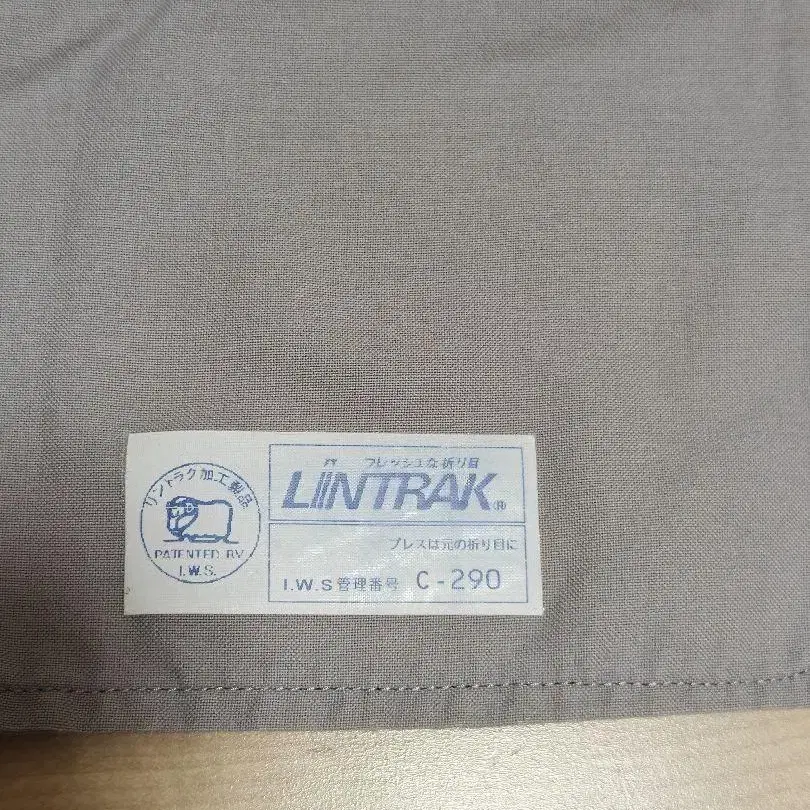 リントラク加工製品
PATENTED BY
I.W.S.
フレッシュな折り目
LINTRAK®
プレスは元の折り目に
I.W.S 管理番号 C-290